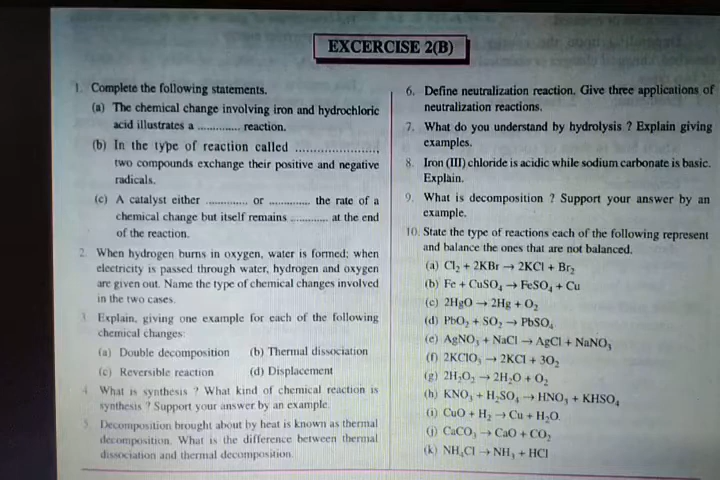 EXCERCISE 2(B)
1. Complete the following statements.
(a) The chemical change involving iron and hydrochloric
acid illustrates a .............. reaction.
(b) In the type of reaction called .......................,
two compounds exchange their positive and negative
radicals.
(c) A catalyst either ............. or ............. the rate of a
chemical change but itself remains ............ at the end
of the reaction.
2. When hydrogen burns in oxygen, water is formed; when
electricity is passed through water, hydrogen and oxygen
are given out. Name the type of chemical changes involved
in the two cases.
3. Explain, giving one example for each of the following
chemical changes:
(a) Double decomposition (b) Thermal dissociation
(c) Reversible reaction (d) Displacement
4. What is synthesis ? What kind of chemical reaction is
synthesis ? Support your answer by an example.
5. Decomposition brought about by heat is known as thermal
decomposition. What is the difference between thermal
dissociation and thermal decomposition.
6. Define neutralization reaction. Give three applications of
neutralization reactions.
7. What do you understand by hydrolysis ? Explain giving
examples.
8. Iron (III) chloride is acidic while sodium carbonate is basic.
Explain.
9. What is decomposition ? Support your answer by an
example.
10. State the type of reactions each of the following represent
and balance the ones that are not balanced.
(a) Cl₂ + 2KBr → 2KCl + Br₂
(b) Fe + CuSO₄ → FeSO₄ + Cu
(c) 2HgO → 2Hg + O₂
(d) PbO₂ + SO₂ → PbSO₄
(e) AgNO₃ + NaCl → AgCl + NaNO₃
(f) 2KClO₃ → 2KCl + 3O₂
(g) 2H₂O₂ → 2H₂O + O₂
(h) KNO₃ + H₂SO₄ → HNO₃ + KHSO₄
(i) CuO + H₂ → Cu + H₂O.
(j) CaCO₃ → CaO + CO₂
(k) NH₄Cl → NH₃ + HCl